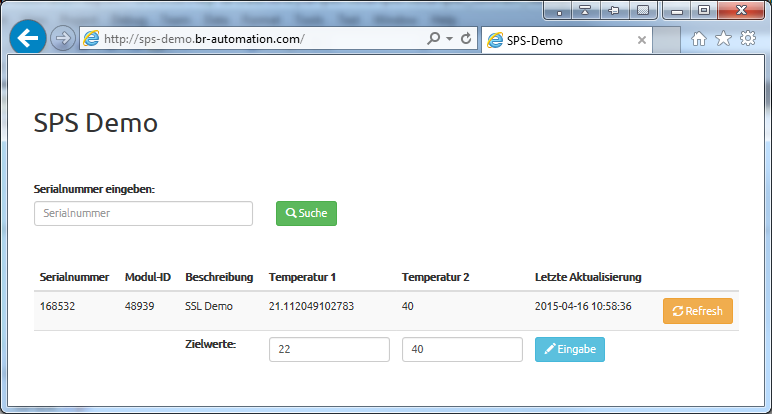 http://sps-demo.br-automation.com/
SPS-Demo
SPS Demo
Serialnummer eingeben:
Serialnummer
Suche
Serialnummer Modul-ID Beschreibung Temperatur 1 Temperatur 2 Letzte Aktualisierung
168532 48939 SSL Demo 21.112049102783 40 2015-04-16 10:58:36 Refresh
Zielwerte: 22 40 Eingabe